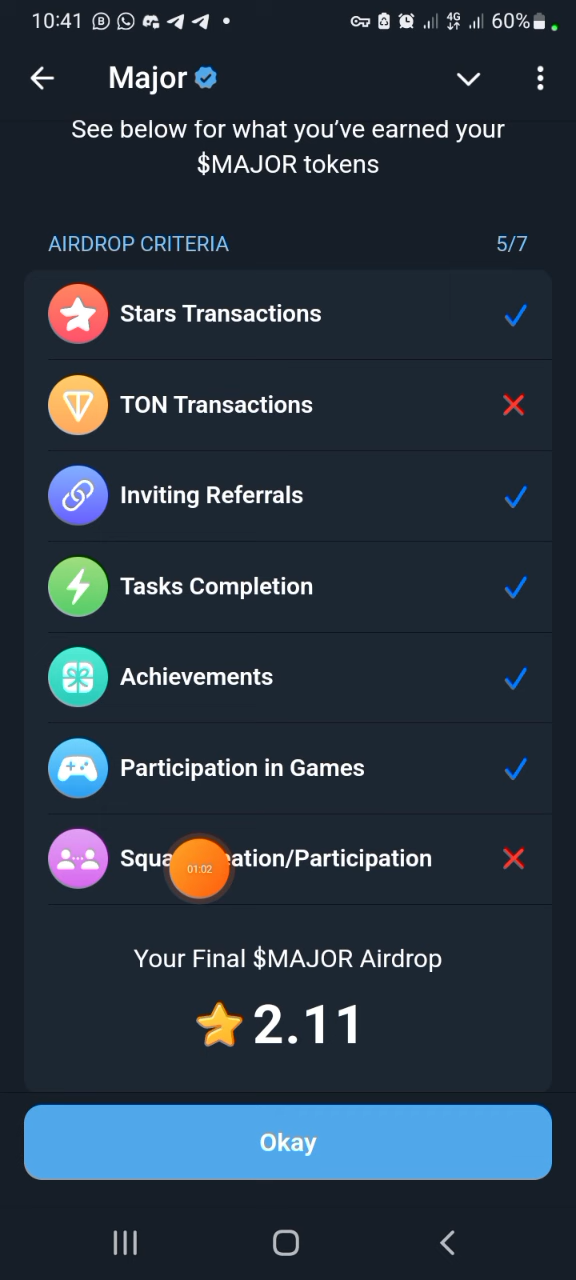 10:41
4G
60%
Major
See below for what you've earned your
$MAJOR tokens
AIRDROP CRITERIA 5/7
Stars Transactions
TON Transactions
Inviting Referrals
Tasks Completion
Achievements
Participation in Games
01:02
Your Final $MAJOR Airdrop
2.11
Okay